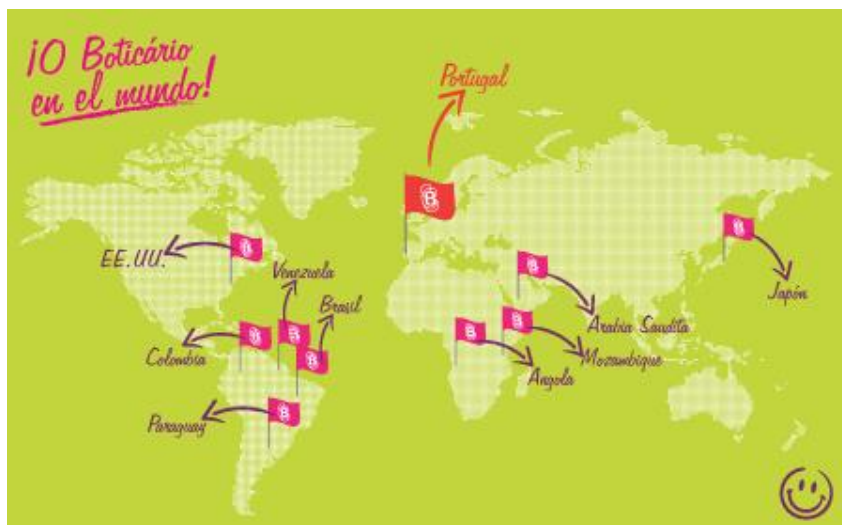 ¡O Boticário
en el mundo!
Portugal
EE.UU.
Venezuela
Brasil
Japón
Colombia
Arabia Saudita
Mozambique
Angola
Paraguay
B
B
B
B
B
B
B
B
B
B